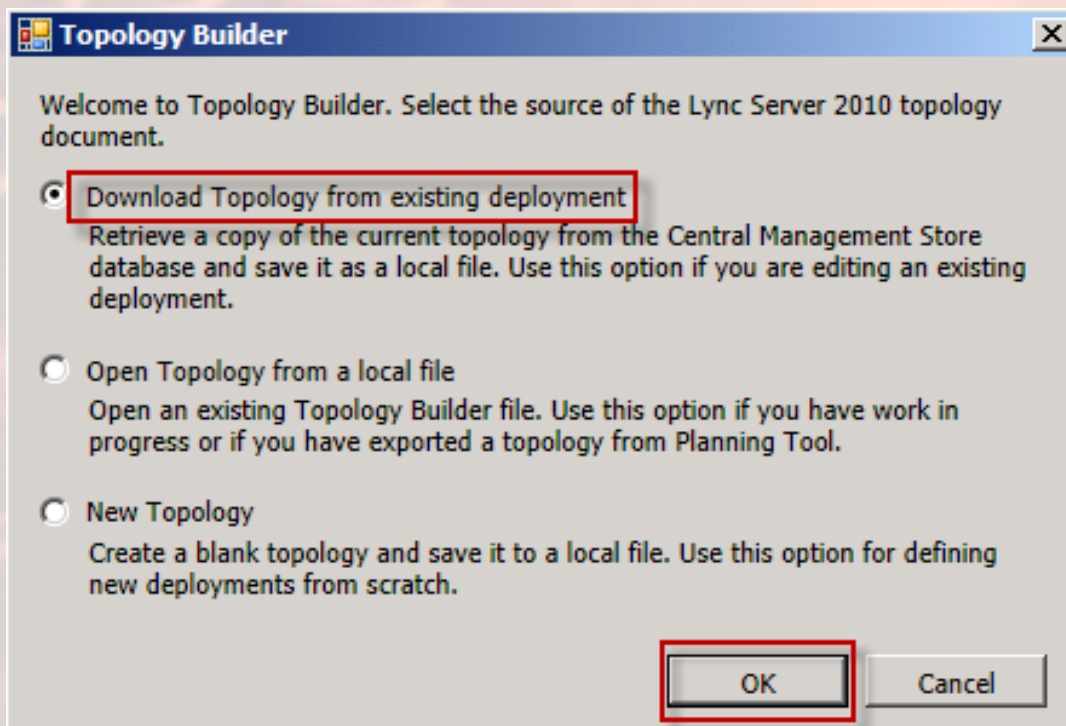 Topology Builder
Welcome to Topology Builder. Select the source of the Lync Server 2010 topology
document.
Download Topology from existing deployment
Retrieve a copy of the current topology from the Central Management Store
database and save it as a local file. Use this option if you are editing an existing
deployment.
Open Topology from a local file
Open an existing Topology Builder file. Use this option if you have work in
progress or if you have exported a topology from Planning Tool.
New Topology
Create a blank topology and save it to a local file. Use this option for defining
new deployments from scratch.
OK Cancel